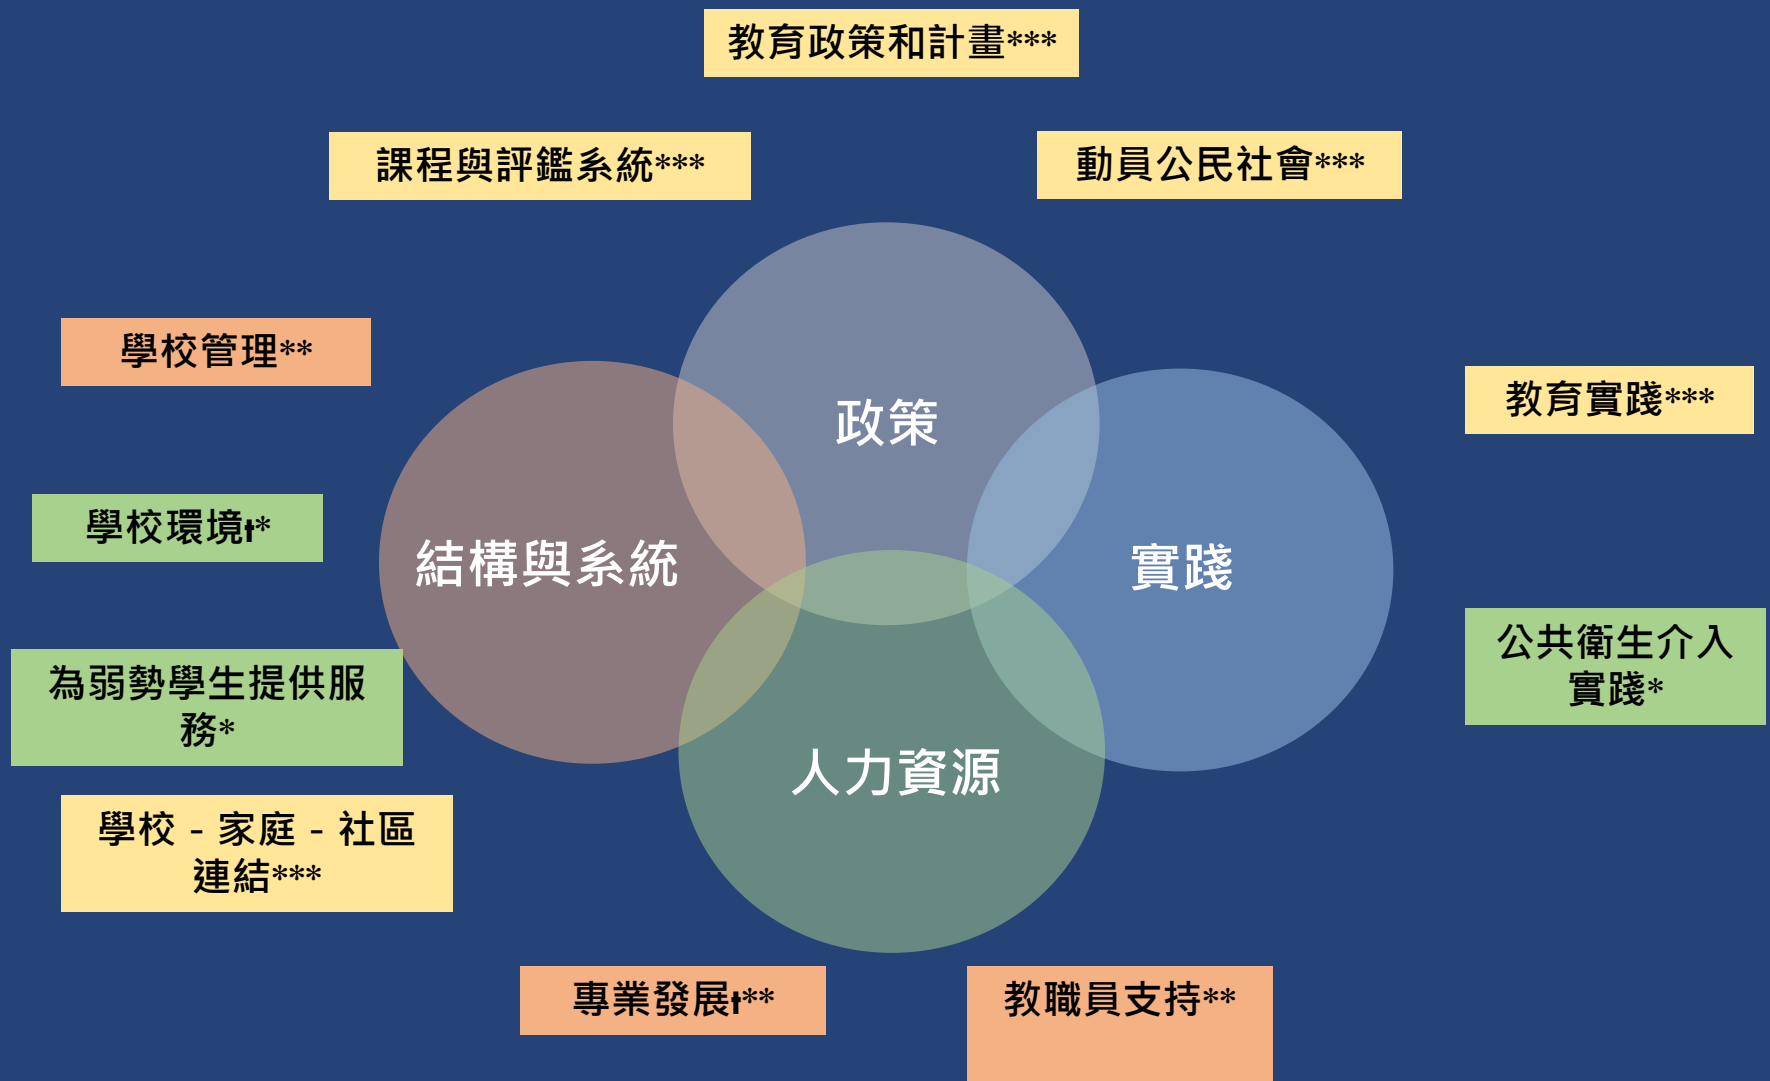 教育政策和計畫***
課程與評鑑系統***
動員公民社會***
學校管理**
政策
教育實踐***
學校環境ƚ*
結構與系統
實踐
公共衛生介入
實踐*
為弱勢學生提供服
務*
人力資源
學校 - 家庭 - 社區
連結***
專業發展ƚ**
教職員支持**